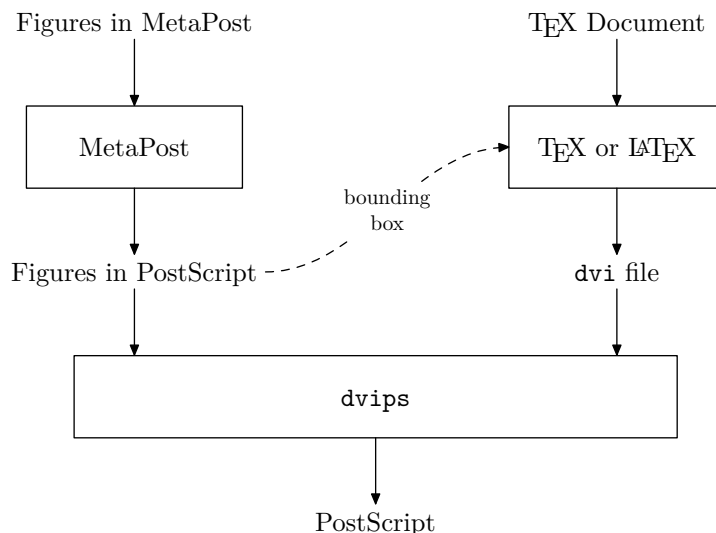 Figures in MetaPost
TEX Document
MetaPost
TEX or LATEX
bounding
box
Figures in PostScript
dvi file
dvips
PostScript